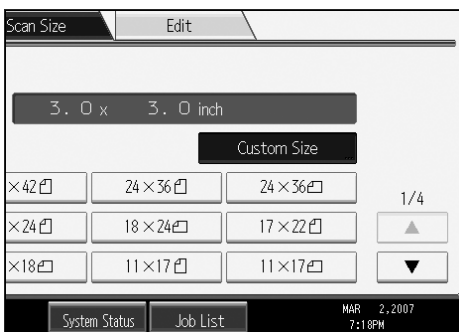 Scan Size Edit
3.0 x 3.0 inch
Custom Size
×42 24×36 24×36
1/4
×24 18×24 17×22
×18 11×17 11×17
MAR 2,2007
System Status Job List 7:18PM